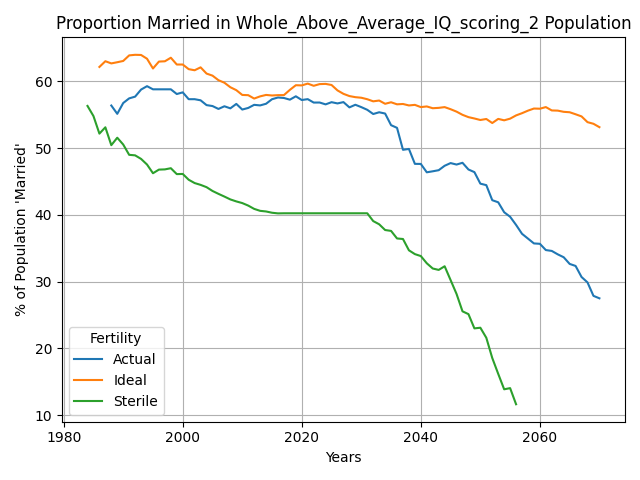 Proportion Married in Whole_Above_Average_IQ_scoring_2 Population
% of Population 'Married'
60
50
40
30
20
10
Fertility
Actual
Ideal
Sterile
1980
2000
2020
2040
2060
Years